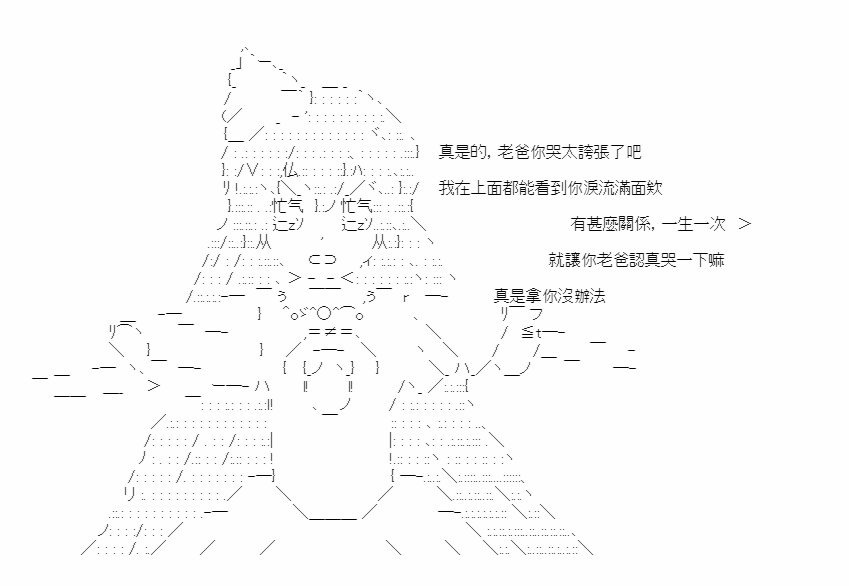 真是的, 老爸你哭太誇張了吧
我在上面都能看到你淚流滿面欸
有甚麼關係, 一生一次 ＞
就讓你老爸認真哭一下嘛
真是拿你沒辦法